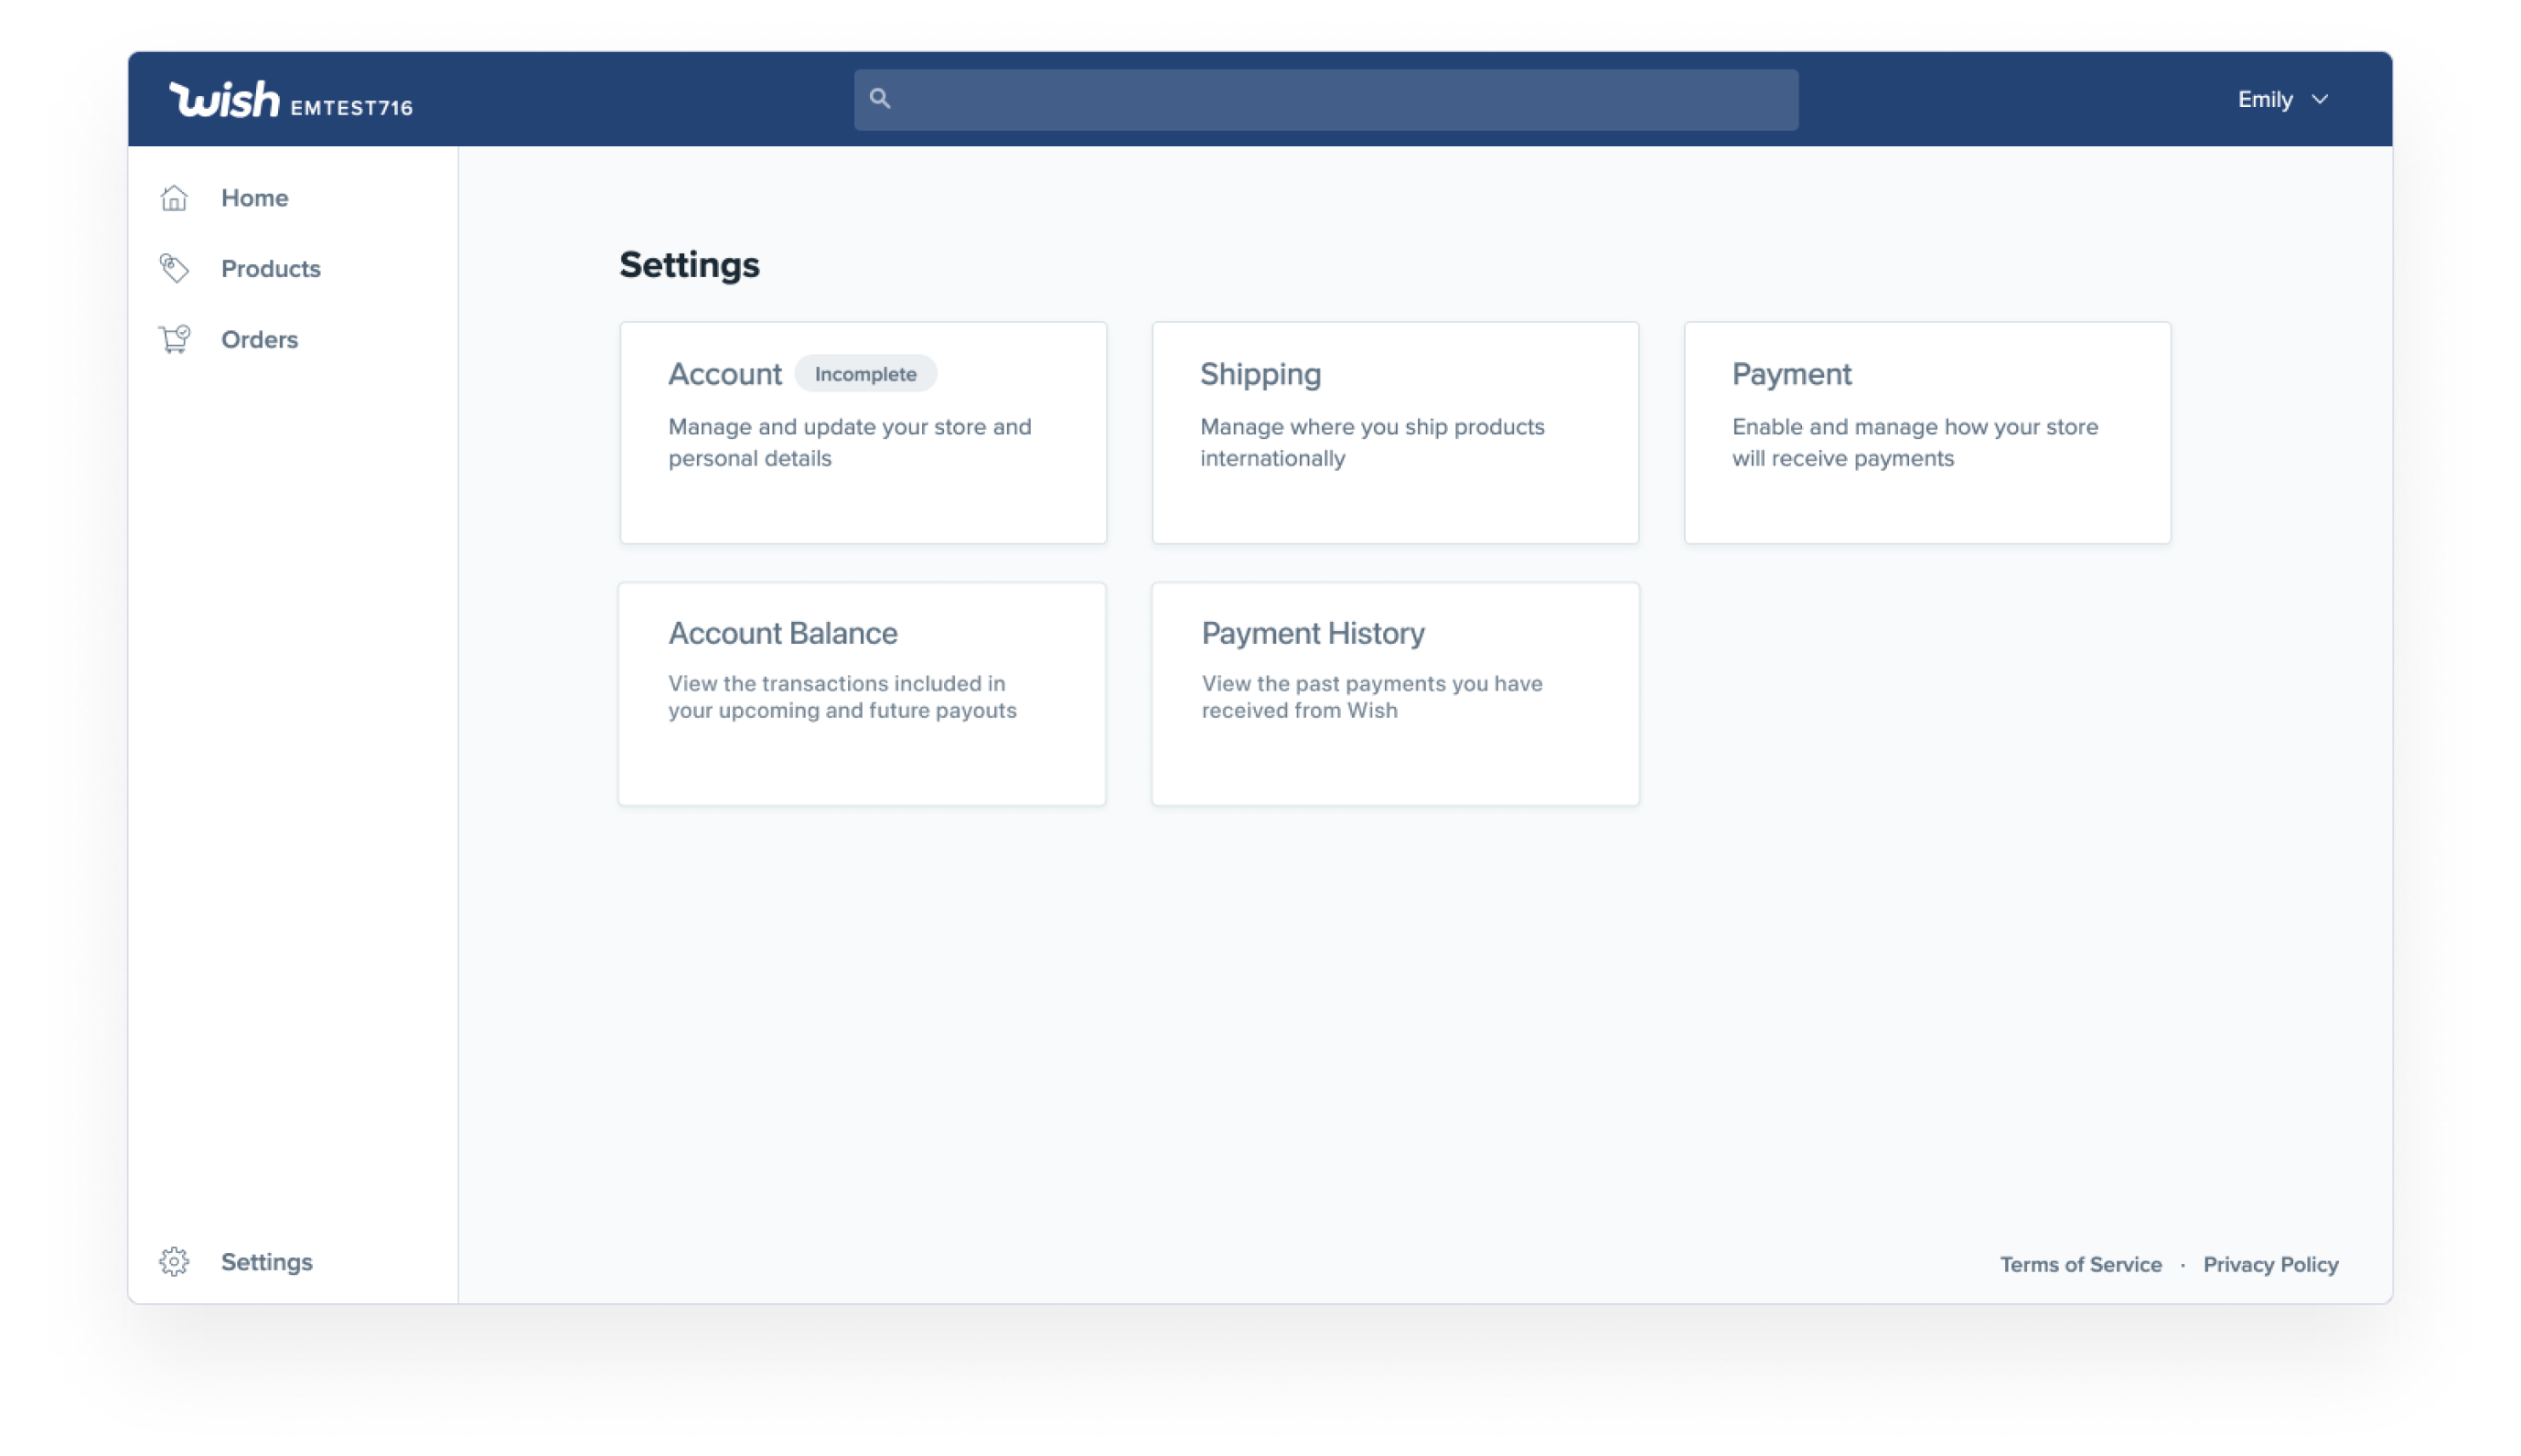 wish EMTEST716
Emily
Home
Products
Orders
Settings
Account Incomplete
Manage and update your store and
personal details
Shipping
Manage where you ship products
internationally
Payment
Enable and manage how your store
will receive payments
Account Balance
View the transactions included in
your upcoming and future payouts
Payment History
View the past payments you have
received from Wish
Settings
Terms of Service · Privacy Policy